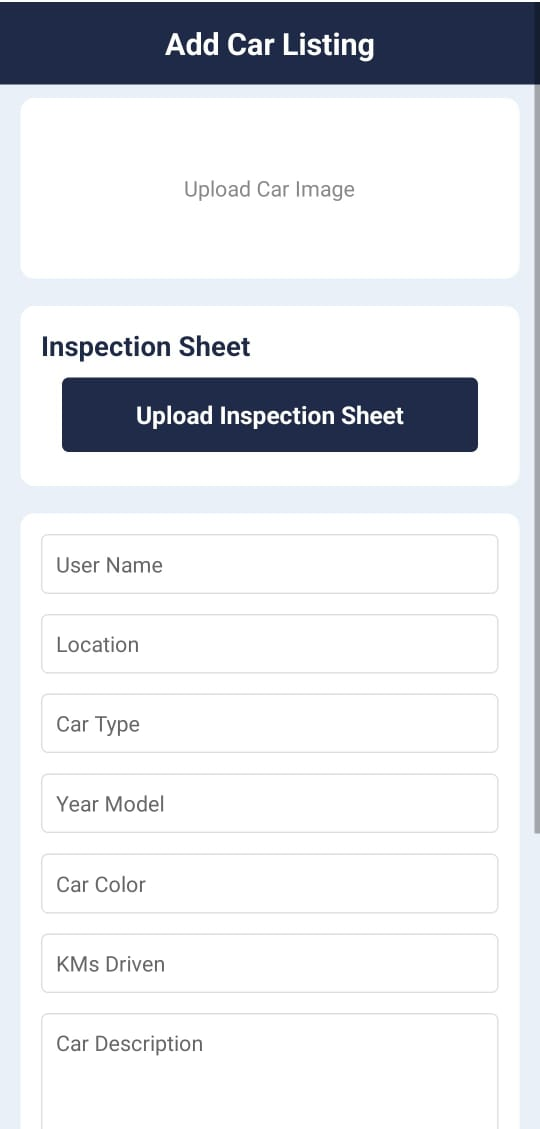 Add Car Listing
Upload Car Image
Inspection Sheet
Upload Inspection Sheet
User Name
Location
Car Type
Year Model
Car Color
KMs Driven
Car Description